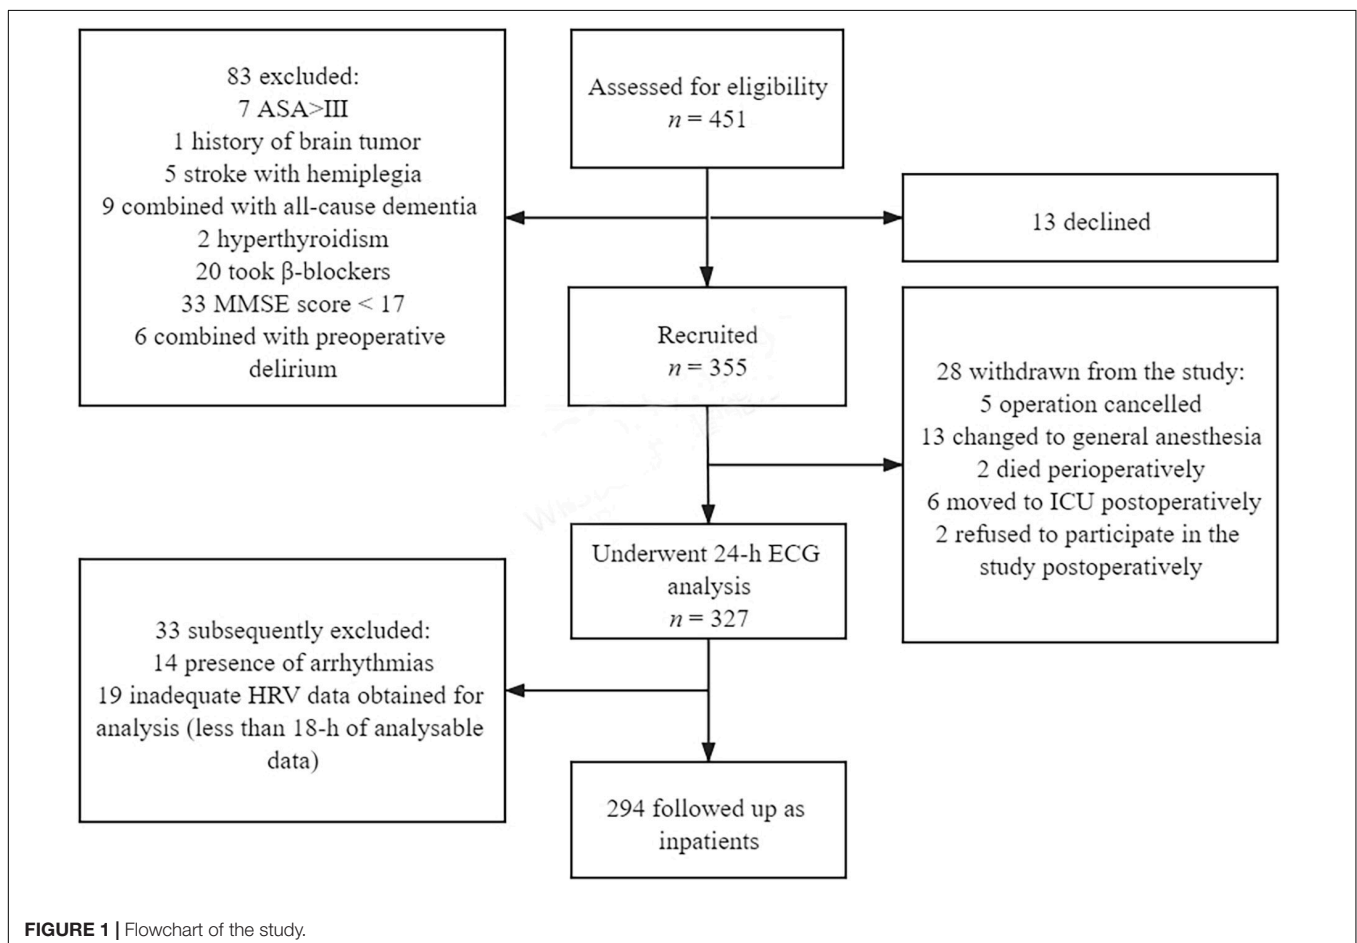 83 excluded:
7 ASA>III
1 history of brain tumor
5 stroke with hemiplegia
9 combined with all-cause dementia
2 hyperthyroidism
20 took β-blockers
33 MMSE score < 17
6 combined with preoperative
delirium
Assessed for eligibility
n = 451
13 declined
Recruited
n = 355
28 withdrawn from the study:
5 operation cancelled
13 changed to general anesthesia
2 died perioperatively
6 moved to ICU postoperatively
2 refused to participate in the
study postoperatively
Underwent 24-h ECG
analysis
n = 327
33 subsequently excluded:
14 presence of arrhythmias
19 inadequate HRV data obtained for
analysis (less than 18-h of analysable
data)
294 followed up as
inpatients
FIGURE 1 | Flowchart of the study.